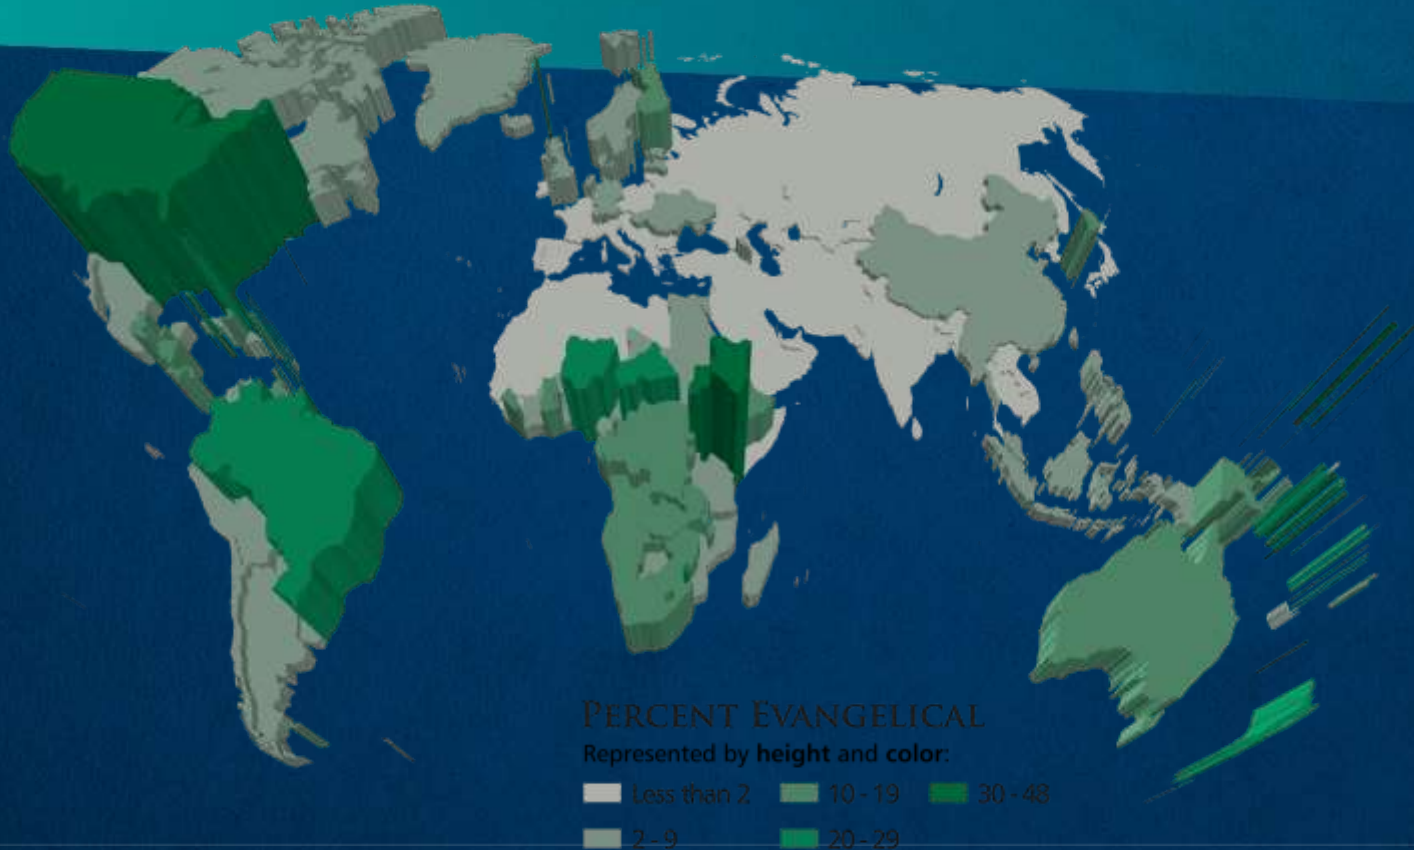 PERCENT EVANGELICAL
Represented by height and color:
Less than 2 10 - 19 30 - 48
2 - 9 20 - 29